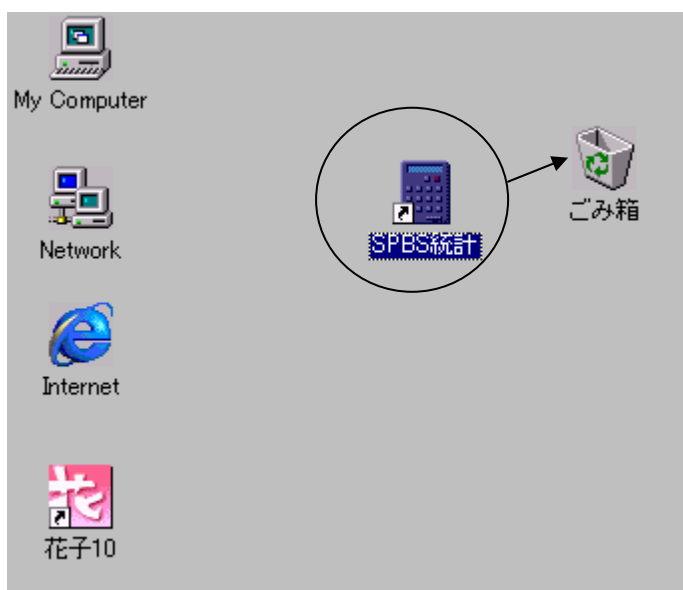 My Computer
SPBS統計
ごみ箱
Network
Internet
花子10